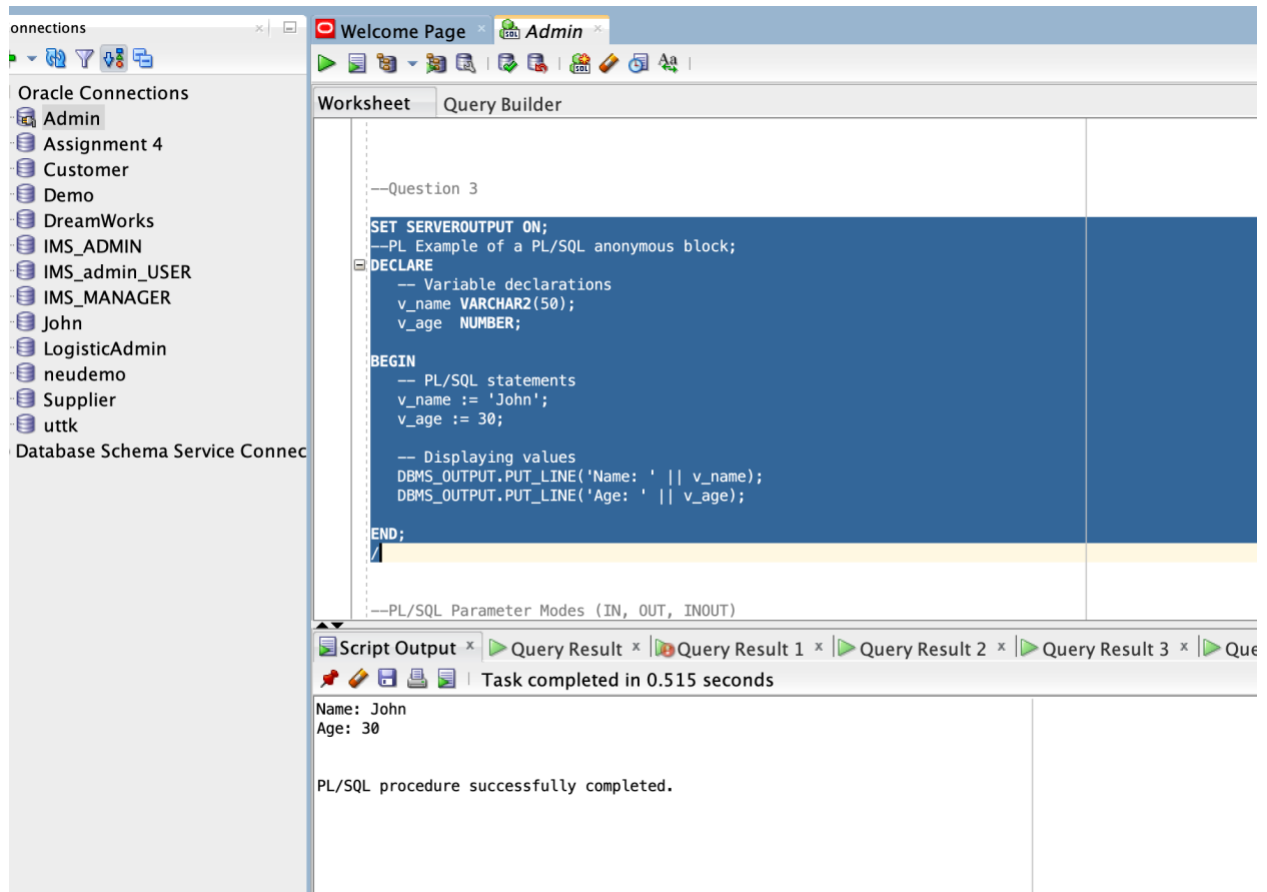 onnections
Oracle Connections
Admin
Assignment 4
Customer
Demo
DreamWorks
IMS_ADMIN
IMS_admin_USER
IMS_MANAGER
John
LogisticAdmin
neudemo
Supplier
uttk
Database Schema Service Connec
Welcome Page
Admin
Worksheet Query Builder
--Question 3
SET SERVEROUTPUT ON;
--PL Example of a PL/SQL anonymous block;
DECLARE
-- Variable declarations
v_name VARCHAR2(50);
v_age NUMBER;
BEGIN
-- PL/SQL statements
v_name := 'John';
v_age := 30;
-- Displaying values
DBMS_OUTPUT.PUT_LINE('Name: ' || v_name);
DBMS_OUTPUT.PUT_LINE('Age: ' || v_age);
END;
/
--PL/SQL Parameter Modes (IN, OUT, INOUT)
Script Output Query Result Query Result 1 Query Result 2 Query Result 3 Que
Task completed in 0.515 seconds
Name: John
Age: 30
PL/SQL procedure successfully completed.